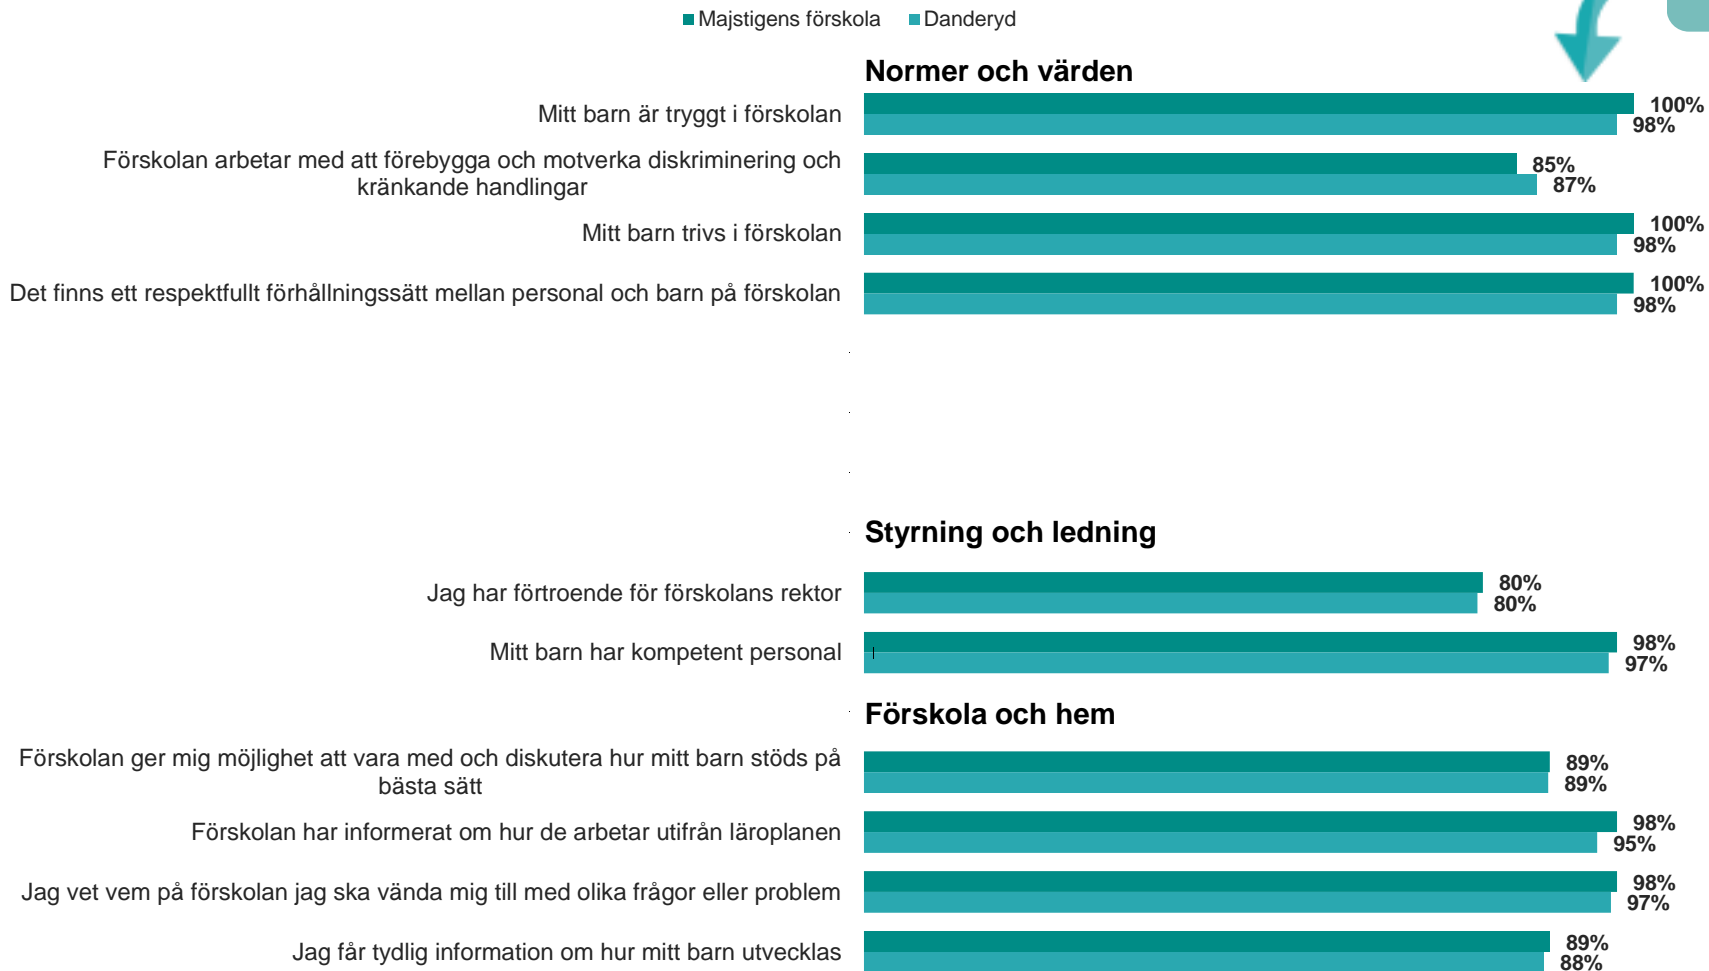 Majstigens förskola Danderyd
Normer och värden
Mitt barn är tryggt i förskolan
100%
98%
Förskolan arbetar med att förebygga och motverka diskriminering och
kränkande handlingar
85%
87%
Mitt barn trivs i förskolan
100%
98%
Det finns ett respektfullt förhållningssätt mellan personal och barn på förskolan
100%
98%
Styrning och ledning
Jag har förtroende för förskolans rektor
80%
80%
Mitt barn har kompetent personal
98%
97%
Förskola och hem
Förskolan ger mig möjlighet att vara med och diskutera hur mitt barn stöds på
bästa sätt
89%
89%
Förskolan har informerat om hur de arbetar utifrån läroplanen
98%
95%
Jag vet vem på förskolan jag ska vända mig till med olika frågor eller problem
98%
97%
Jag får tydlig information om hur mitt barn utvecklas
89%
88%